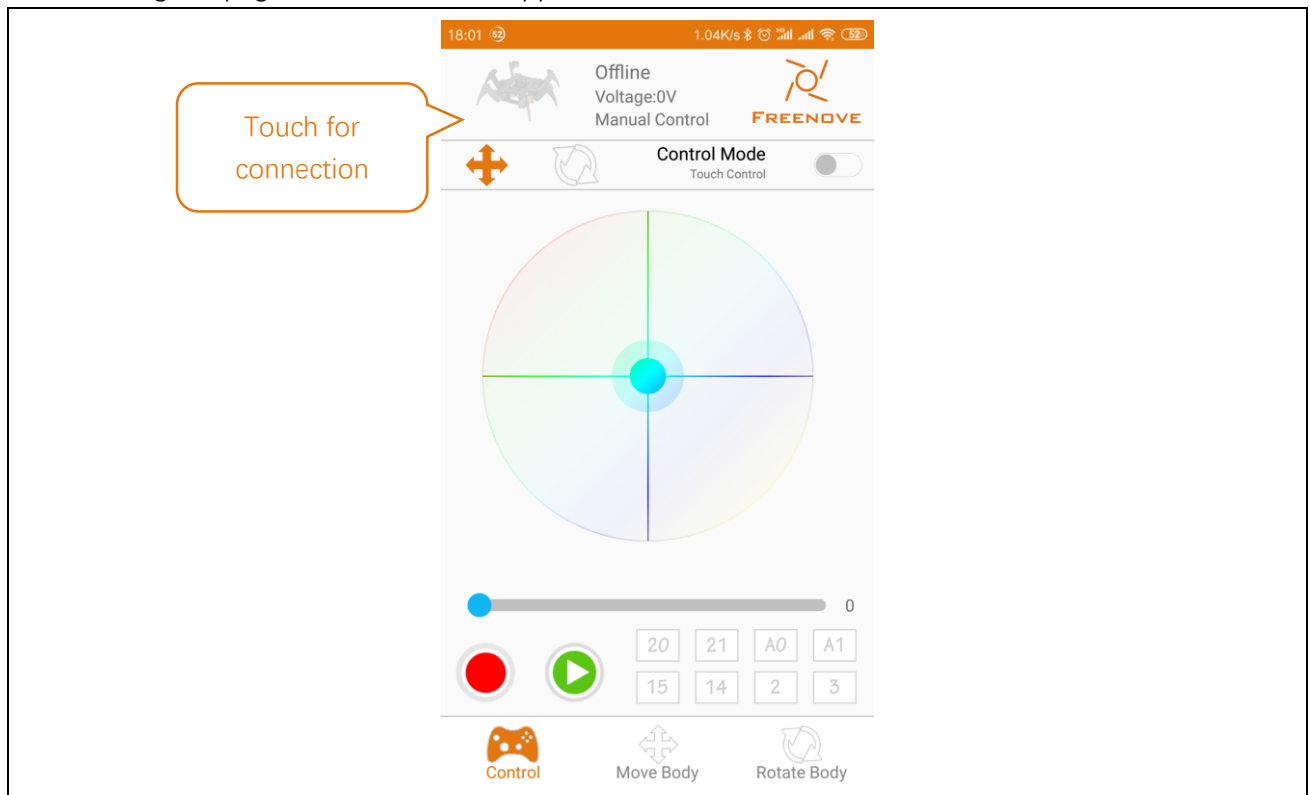 18:01 52 1.04K/s HD 52
Touch for
connection
Offline
Voltage:0V
Manual Control
FREENOVE
Control Mode
Touch Control
0
20 21 A0 A1
15 14 2 3
Control Move Body Rotate Body